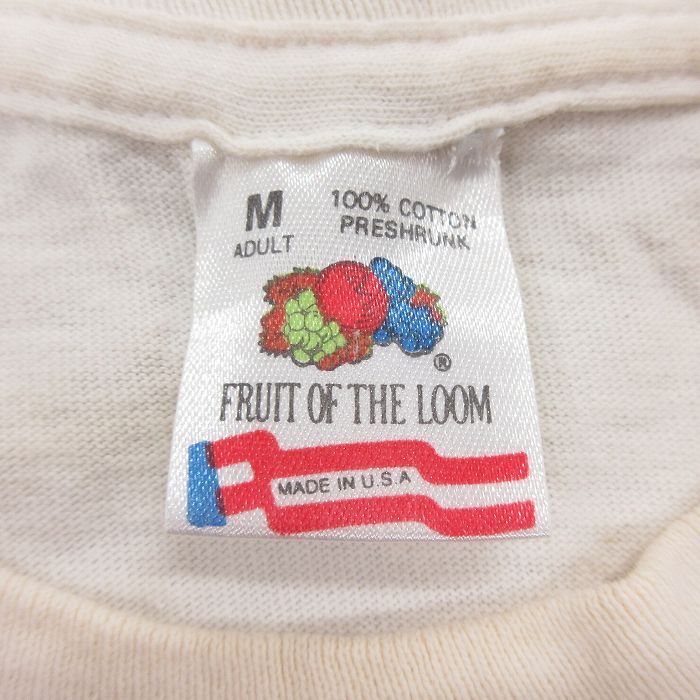 M
ADULT
100% COTTON
PRESHRUNK
®
FRUIT OF THE LOOM
MADE IN U.S.A